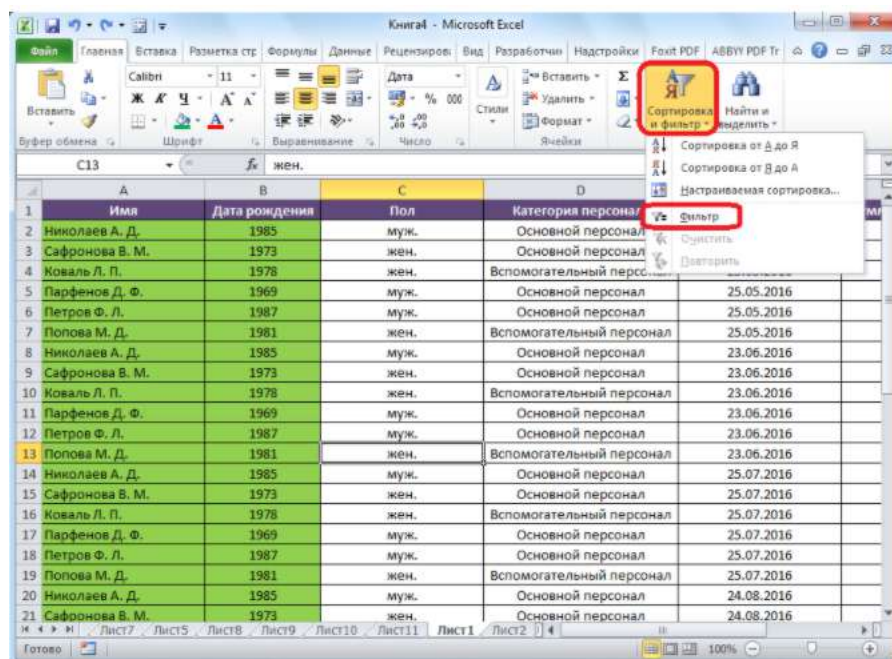 Книга4 - Microsoft Excel
Файл Главная Вставка Разметка стр Формулы Данные Рецензиров Вид Разработчи Надстройки Foxit PDF ABBYY PDF Tr
Calibri 11 Дата Вставить Σ
Вставить Ж К Ч A A % 000 Стили Удалить Сортировка и фильтр Найти и выделить
Формат
Буфер обмена Шрифт Выравнивание Число Ячейки
Сортировка от А до Я
C13 fx жен.
Сортировка от Я до А
A B C D
Настраиваемая сортировка...
1 Имя Дата рождения Пол Категория персонал
Фильтр
2 Николаев А. Д. 1985 муж. Основной персонал
Очистить
3 Сафронова В. М. 1973 жен. Основной персонал
Повторить
4 Коваль Л. П. 1978 жен. Вспомогательный персонал
5 Парфенов Д. Ф. 1969 муж. Основной персонал 25.05.2016
6 Петров Ф. Л. 1987 муж. Основной персонал 25.05.2016
7 Попова М. Д. 1981 жен. Вспомогательный персонал 25.05.2016
8 Николаев А. Д. 1985 муж. Основной персонал 23.06.2016
9 Сафронова В. М. 1973 жен. Основной персонал 23.06.2016
10 Коваль Л. П. 1978 жен. Вспомогательный персонал 23.06.2016
11 Парфенов Д. Ф. 1969 муж. Основной персонал 23.06.2016
12 Петров Ф. Л. 1987 муж. Основной персонал 23.06.2016
13 Попова М. Д. 1981 жен. Вспомогательный персонал 23.06.2016
14 Николаев А. Д. 1985 муж. Основной персонал 25.07.2016
15 Сафронова В. М. 1973 жен. Основной персонал 25.07.2016
16 Коваль Л. П. 1978 жен. Вспомогательный персонал 25.07.2016
17 Парфенов Д. Ф. 1969 муж. Основной персонал 25.07.2016
18 Петров Ф. Л. 1987 муж. Основной персонал 25.07.2016
19 Попова М. Д. 1981 жен. Вспомогательный персонал 25.07.2016
20 Николаев А. Д. 1985 муж. Основной персонал 24.08.2016
21 Сафронова В. М. 1973 жен. Основной персонал 24.08.2016
Лист7 Лист5 Лист8 Лист9 Лист10 Лист11 Лист1 Лист2
Готово 100%